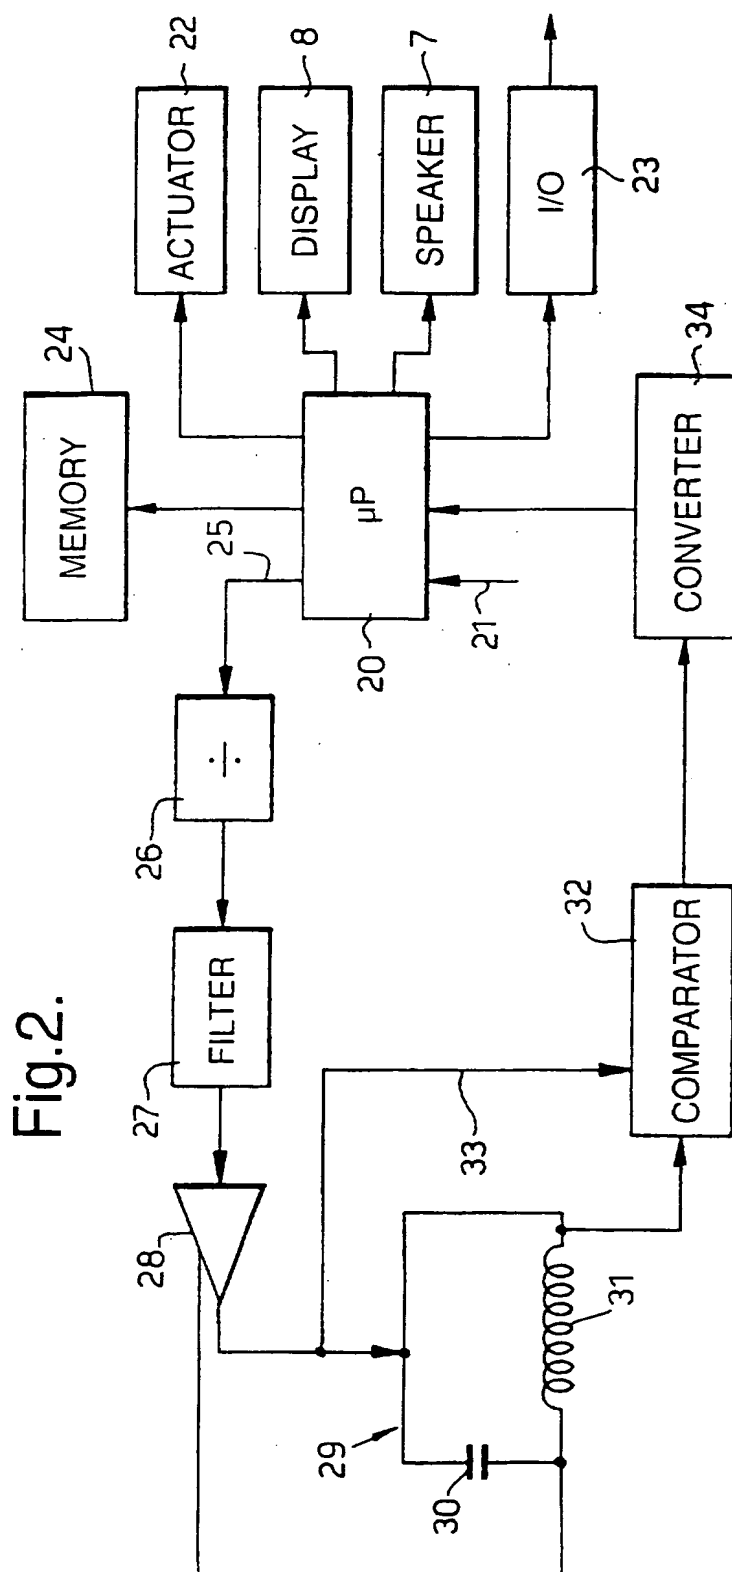 Fig.2.
28
27
FILTER
26
÷
25
MEMORY
24
ACTUATOR
22
DISPLAY
8
SPEAKER
7
I/O
23
µP
20
21
29
30
31
33
COMPARATOR
32
CONVERTER
34